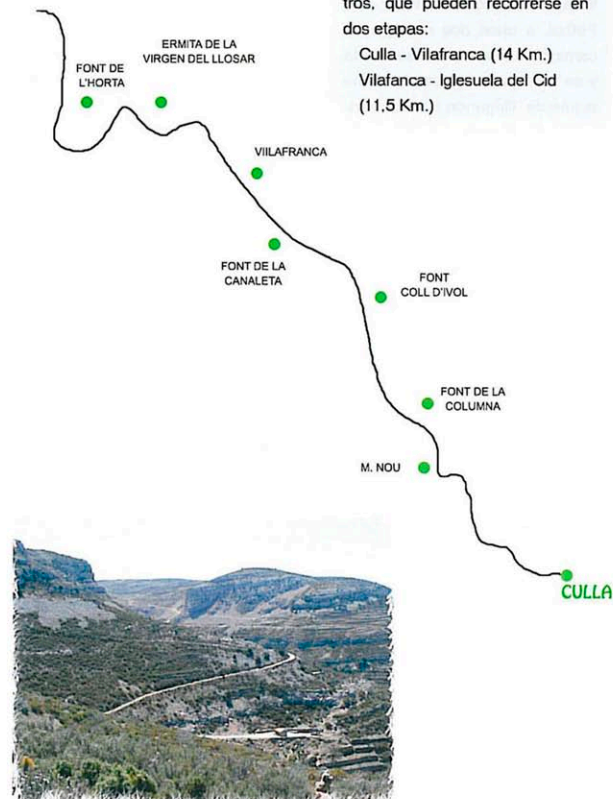 tros, que pueden recorrerse en
dos etapas:
Culla - Vilafranca (14 Km.)
Vilafanca - Iglesuela del Cid
(11,5 Km.)
ERMITA DE LA
VIRGEN DEL LLOSAR
FONT DE
L'HORTA
VIILAFRANCA
FONT DE LA
CANALETA
FONT
COLL D'IVOL
FONT DE LA
COLUMNA
M. NOU
CULLA